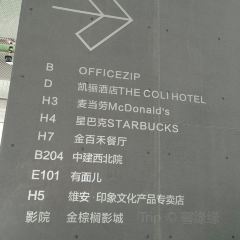 B OFFICEZIP
D 凯骊酒店THE COLI HOTEL
H3 麦当劳McDonald's
H4 星巴克STARBUCKS
H7 金百禾餐厅
B204 中建西北院
E101 有面儿
H5 雄安·印象文化产品专卖店
影院 金棕榈影城
Trip